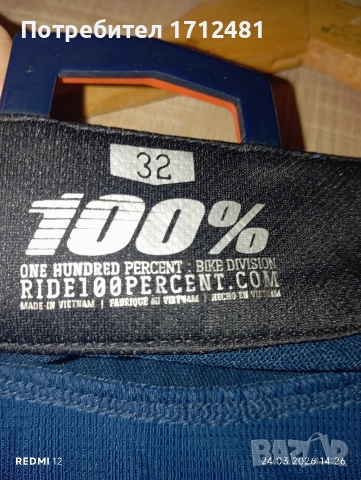 Потребител 1712481
32
100%
ONE HUNDRED PERCENT : BIKE DIVISION
RIDE100PERCENT.COM
MADE IN VIETNAM | FABRIQUÉ AU VIETNAM | HECHO EN VIETNAM
REDMI 12
24.03.2026 14:26
BAZAR